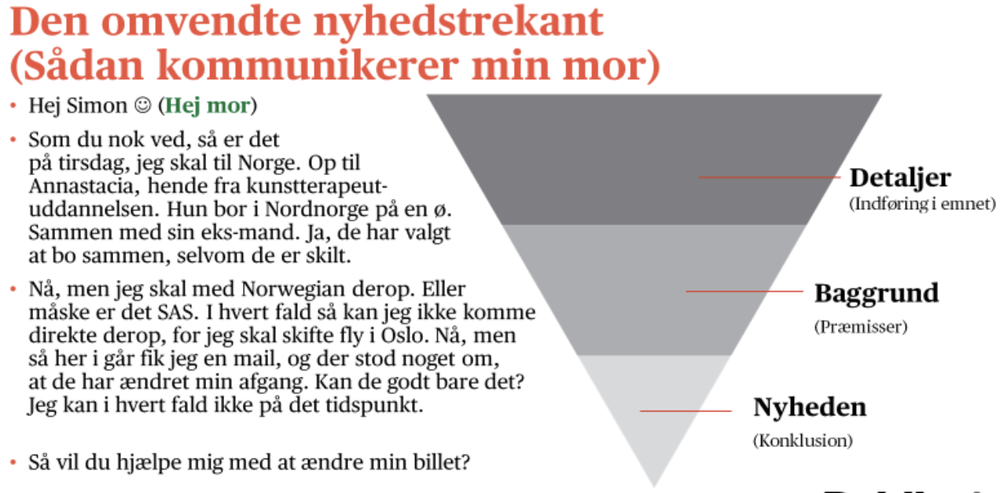 Den omvendte nyhedstrekant
(Sådan kommunikerer min mor)
• Hej Simon ☺ (Hej mor)
• Som du nok ved, så er det
på tirsdag, jeg skal til Norge. Op til
Annastacia, hende fra kunstterapeut-
uddannelsen. Hun bor i Nordnorge på en ø.
Sammen med sin eks-mand. Ja, de har valgt
at bo sammen, selvom de er skilt.
• Nå, men jeg skal med Norwegian derop. Eller
måske er det SAS. I hvert fald så kan jeg ikke komme
direkte derop, for jeg skal skifte fly i Oslo. Nå, men
så her i går fik jeg en mail, og der stod noget om,
at de har ændret min afgang. Kan de godt bare det?
Jeg kan i hvert fald ikke på det tidspunkt.
• Så vil du hjælpe mig med at ændre min billet?
Detaljer
(Indføring i emnet)
Baggrund
(Præmisser)
Nyheden
(Konklusion)